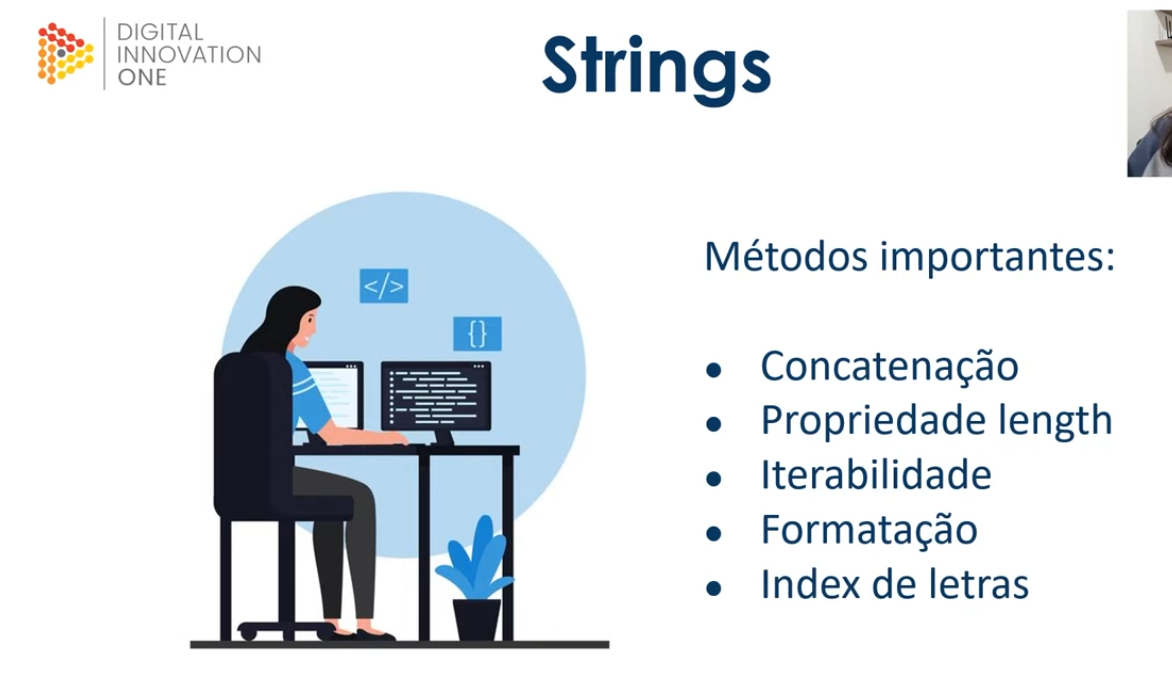 DIGITAL
INNOVATION
ONE
Strings
</>
{}
Métodos importantes:
• Concatenação
• Propriedade length
• Iterabilidade
• Formatação
• Index de letras